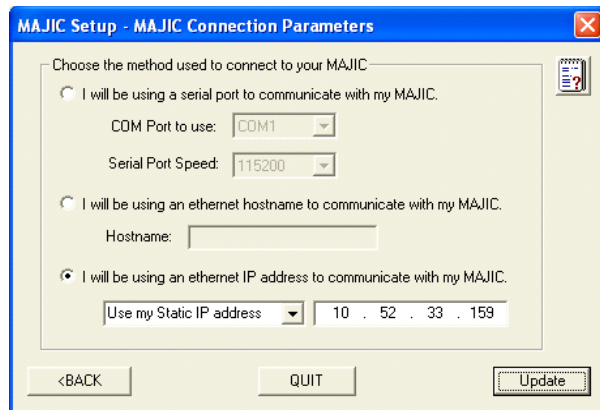 MAJIC Setup - MAJIC Connection Parameters
Choose the method used to connect to your MAJIC
I will be using a serial port to communicate with my MAJIC.
COM Port to use: COM1
Serial Port Speed: 115200
I will be using an ethernet hostname to communicate with my MAJIC.
Hostname:
I will be using an ethernet IP address to communicate with my MAJIC.
Use my Static IP address 10 . 52 . 33 . 159
<BACK QUIT Update